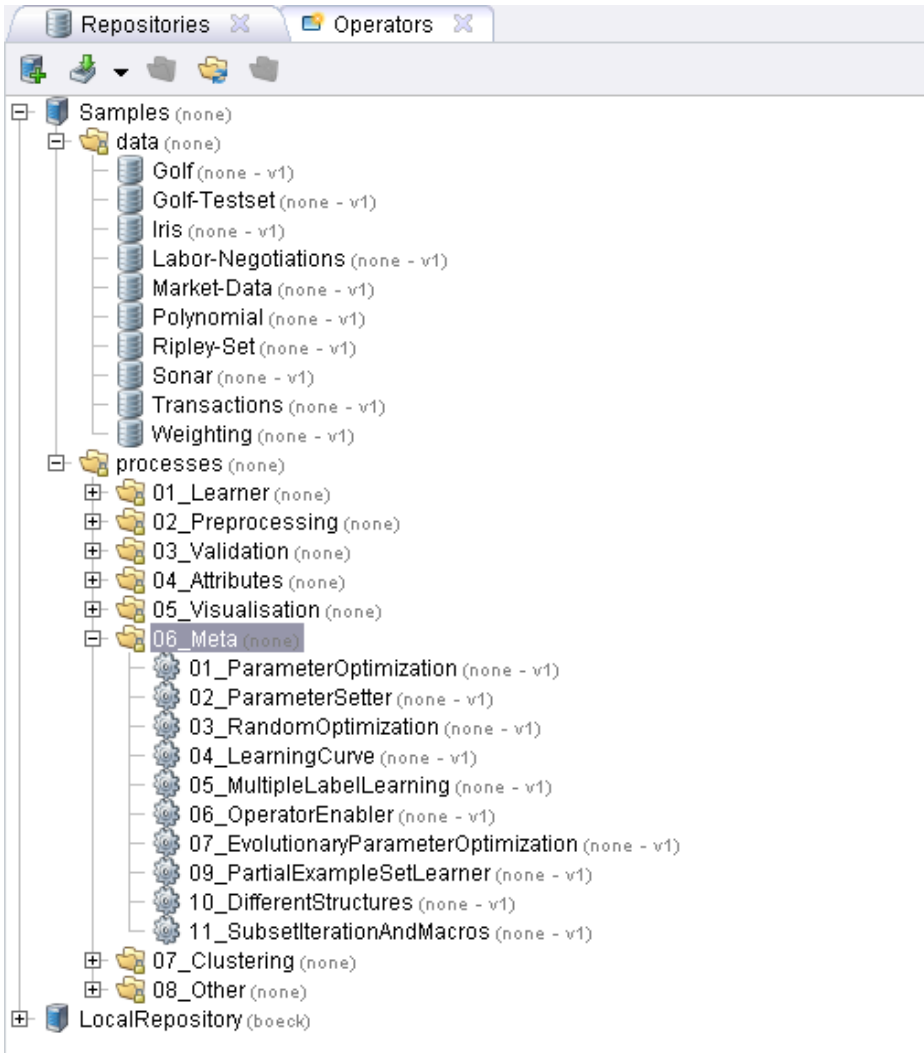 Repositories Operators
Samples (none)
data (none)
Golf (none - v1)
Golf-Testset (none - v1)
Iris (none - v1)
Labor-Negotiations (none - v1)
Market-Data (none - v1)
Polynomial (none - v1)
Ripley-Set (none - v1)
Sonar (none - v1)
Transactions (none - v1)
Weighting (none - v1)
processes (none)
01_Learner (none)
02_Preprocessing (none)
03_Validation (none)
04_Attributes (none)
05_Visualisation (none)
06_Meta (none)
01_ParameterOptimization (none - v1)
02_ParameterSetter (none - v1)
03_RandomOptimization (none - v1)
04_LearningCurve (none - v1)
05_MultipleLabelLearning (none - v1)
06_OperatorEnabler (none - v1)
07_EvolutionaryParameterOptimization (none - v1)
09_PartialExampleSetLearner (none - v1)
10_DifferentStructures (none - v1)
11_SubsetIterationAndMacros (none - v1)
07_Clustering (none)
08_Other (none)
LocalRepository (boeck)